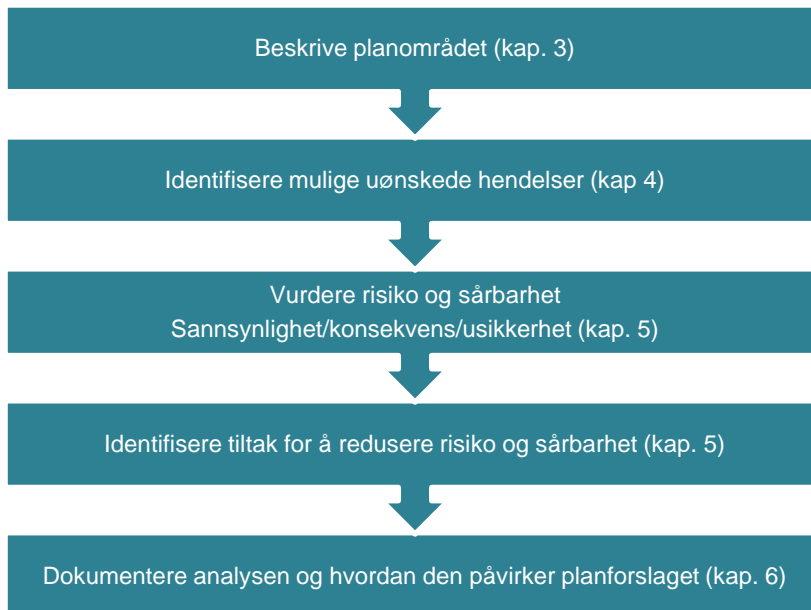 Beskrive planområdet (kap. 3)
Identifisere mulige uønskede hendelser (kap 4)
Vurdere risiko og sårbarhet
Sannsynlighet/konsekvens/usikkerhet (kap. 5)
Identifisere tiltak for å redusere risiko og sårbarhet (kap. 5)
Dokumentere analysen og hvordan den påvirker planforslaget (kap. 6)